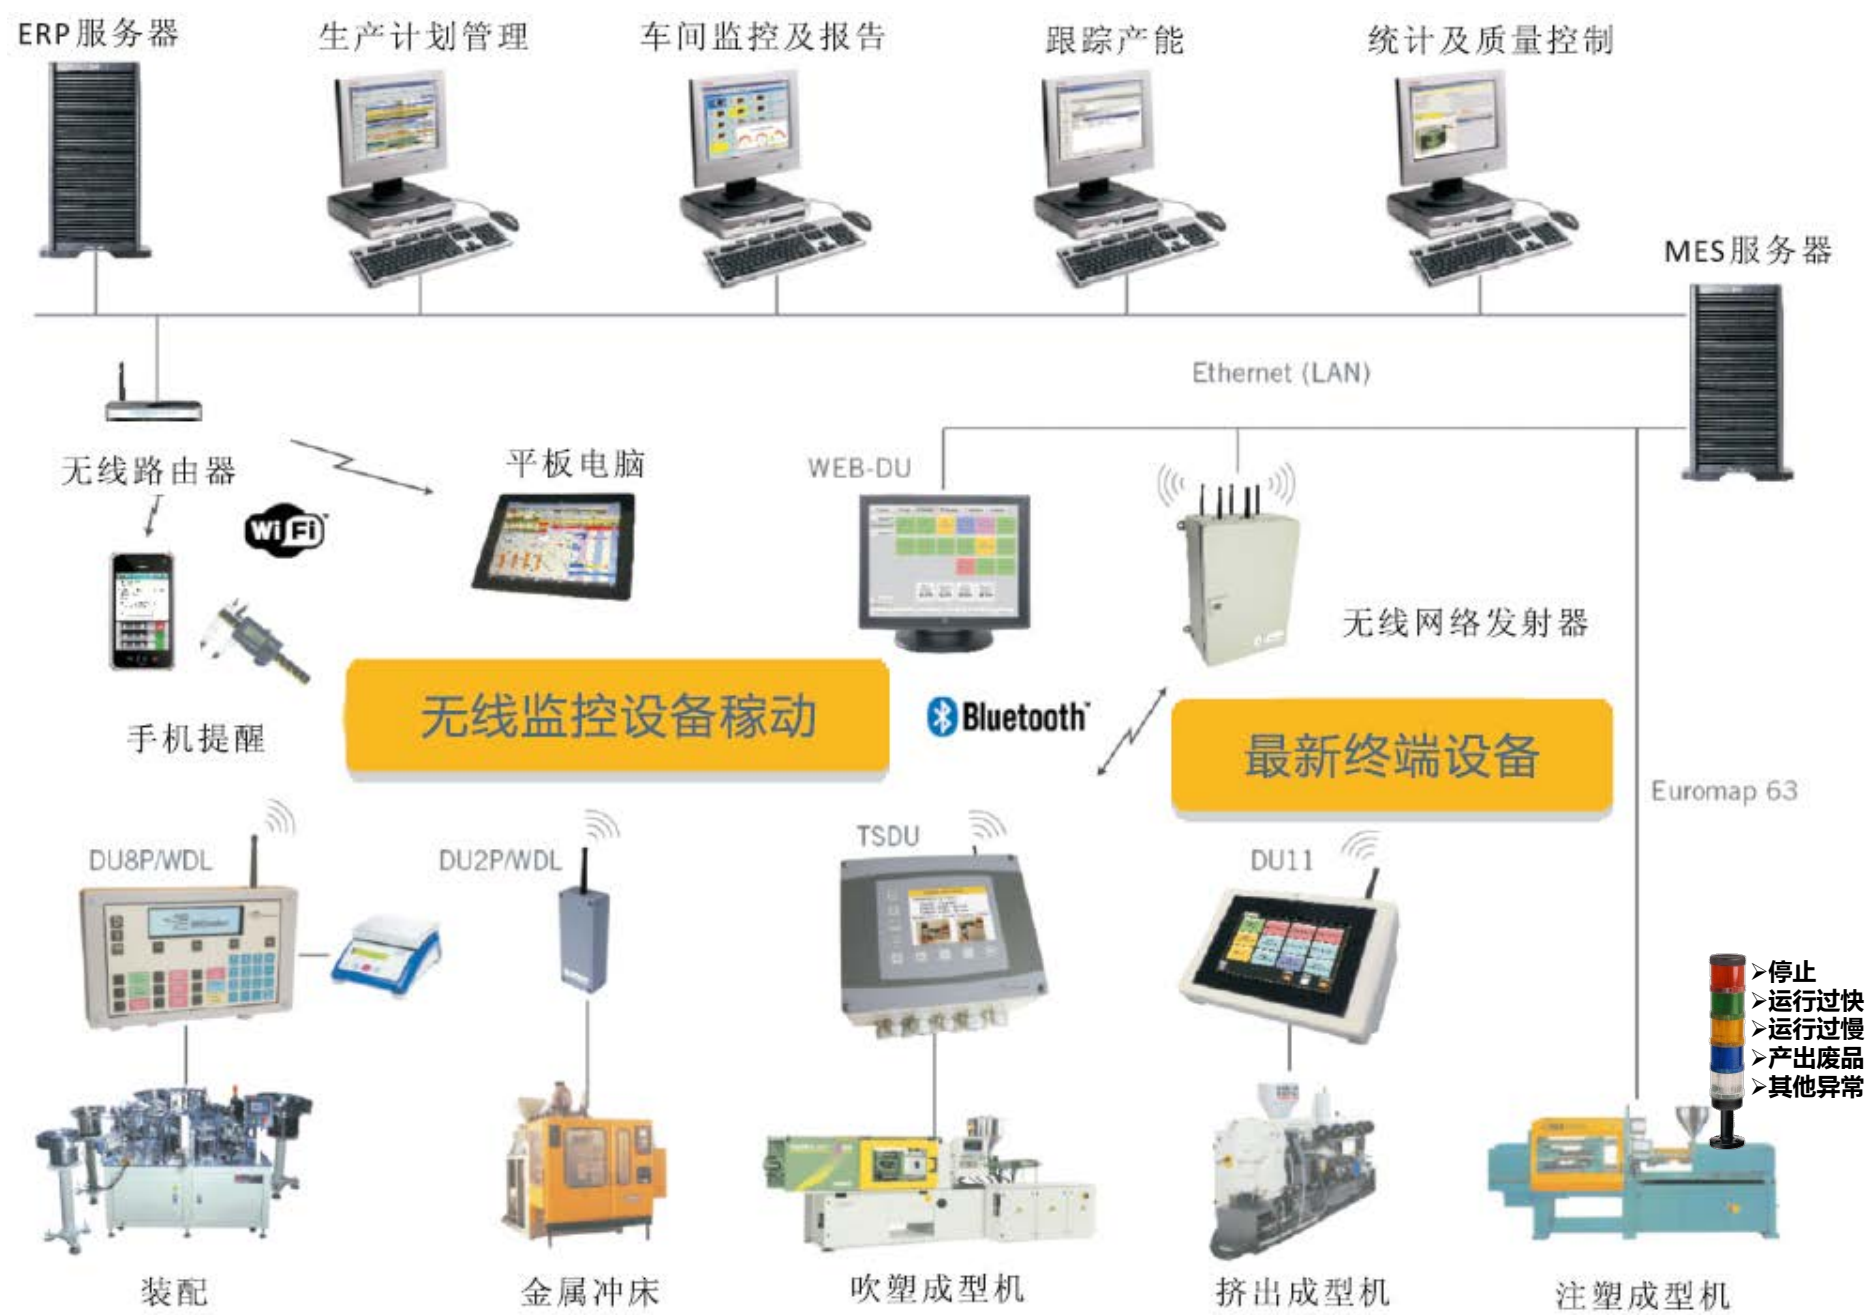 ERP服务器
生产计划管理
车间监控及报告
跟踪产能
统计及质量控制
MES服务器
Ethernet (LAN)
无线路由器
平板电脑
WEB-DU
WiFi
无线网络发射器
手机提醒
无线监控设备稼动
Bluetooth
最新终端设备
Euromap 63
DU8P/WDL
DU2P/WDL
TSDU
DU11
➢停止
➢运行过快
➢运行过慢
➢产出废品
➢其他异常
装配
金属冲床
吹塑成型机
挤出成型机
注塑成型机